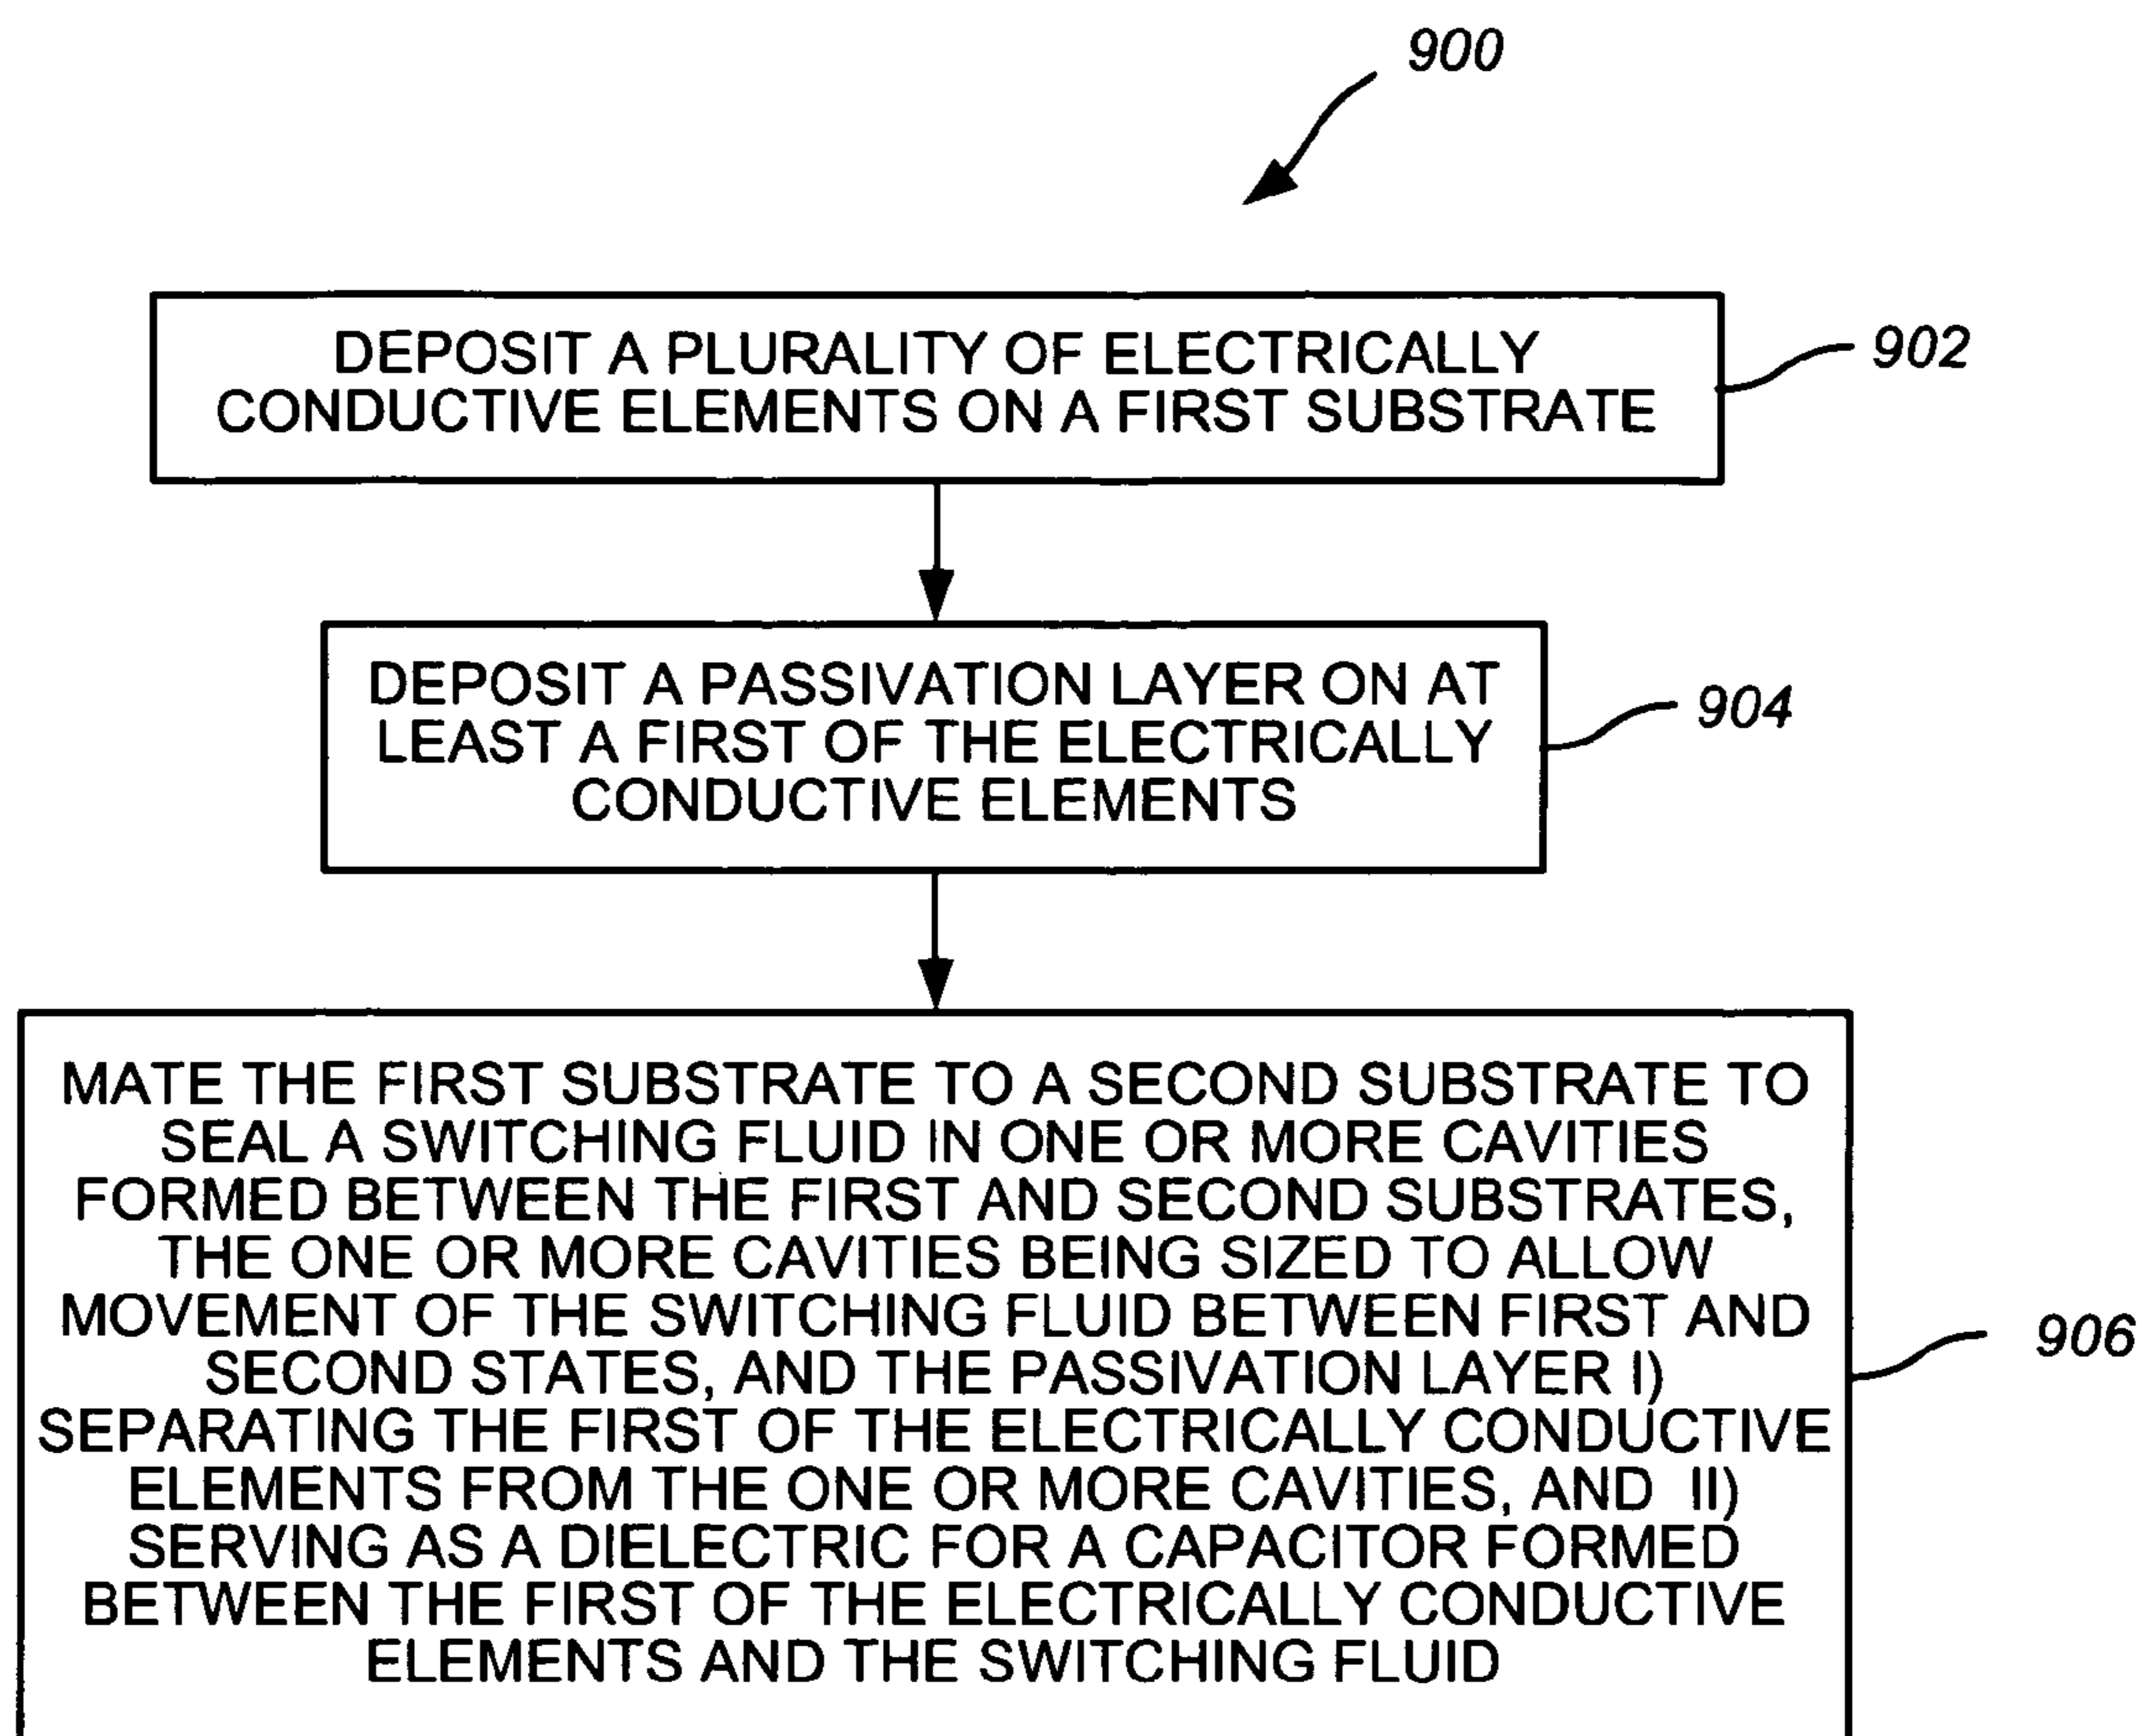 900
DEPOSIT A PLURALITY OF ELECTRICALLY
CONDUCTIVE ELEMENTS ON A FIRST SUBSTRATE
902
DEPOSIT A PASSIVATION LAYER ON AT
LEAST A FIRST OF THE ELECTRICALLY
CONDUCTIVE ELEMENTS
904
MATE THE FIRST SUBSTRATE TO A SECOND SUBSTRATE TO
SEAL A SWITCHING FLUID IN ONE OR MORE CAVITIES
FORMED BETWEEN THE FIRST AND SECOND SUBSTRATES,
THE ONE OR MORE CAVITIES BEING SIZED TO ALLOW
MOVEMENT OF THE SWITCHING FLUID BETWEEN FIRST AND
SECOND STATES, AND THE PASSIVATION LAYER I)
SEPARATING THE FIRST OF THE ELECTRICALLY CONDUCTIVE
ELEMENTS FROM THE ONE OR MORE CAVITIES, AND II)
SERVING AS A DIELECTRIC FOR A CAPACITOR FORMED
BETWEEN THE FIRST OF THE ELECTRICALLY CONDUCTIVE
ELEMENTS AND THE SWITCHING FLUID
906